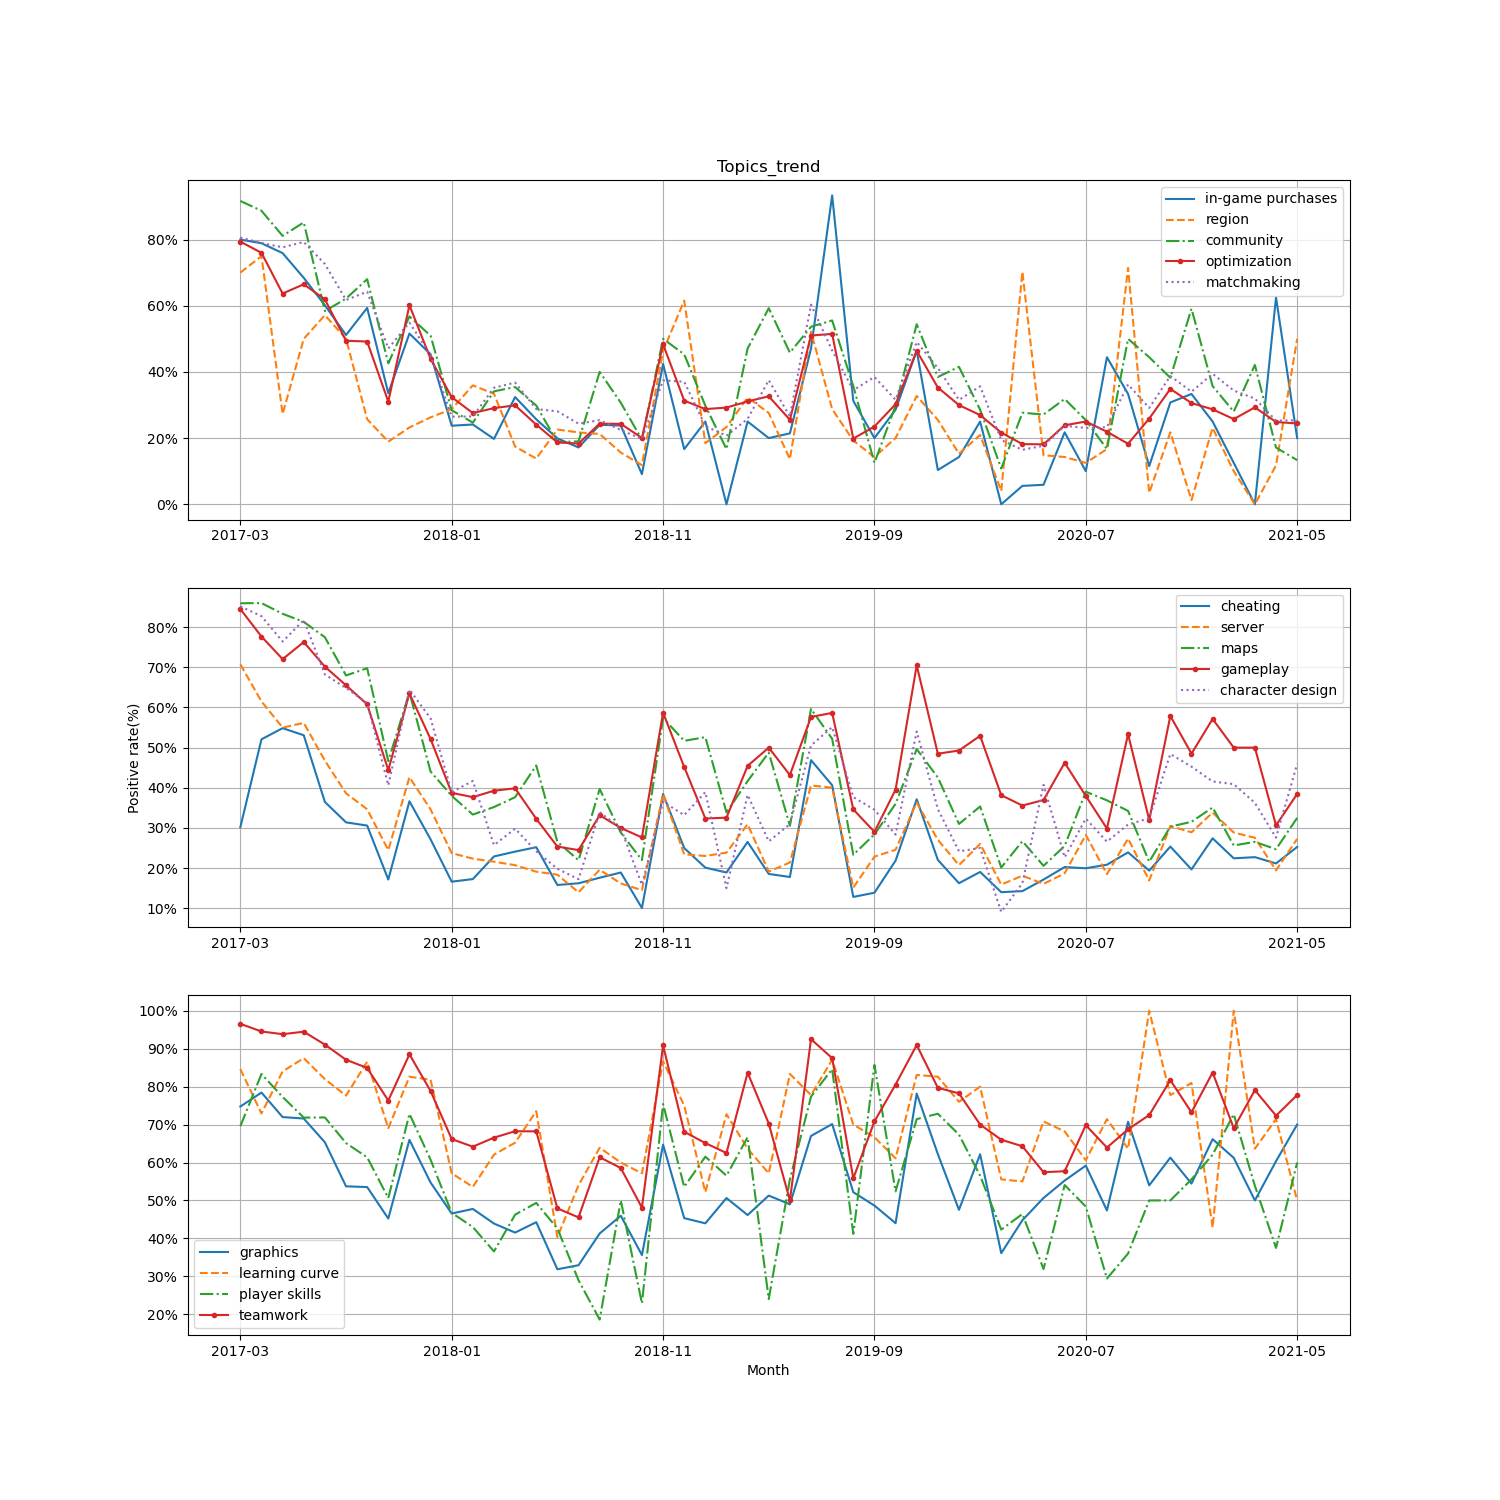 Topics_trend
in-game purchases
region
community
optimization
matchmaking
80%
60%
40%
20%
0%
2017-03 2018-01 2018-11 2019-09 2020-07 2021-05
cheating
server
maps
gameplay
character design
Positive rate(%)
80%
70%
60%
50%
40%
30%
20%
10%
2017-03 2018-01 2018-11 2019-09 2020-07 2021-05
100%
90%
80%
70%
60%
50%
40%
30%
20%
graphics
learning curve
player skills
teamwork
2017-03 2018-01 2018-11 2019-09 2020-07 2021-05
Month